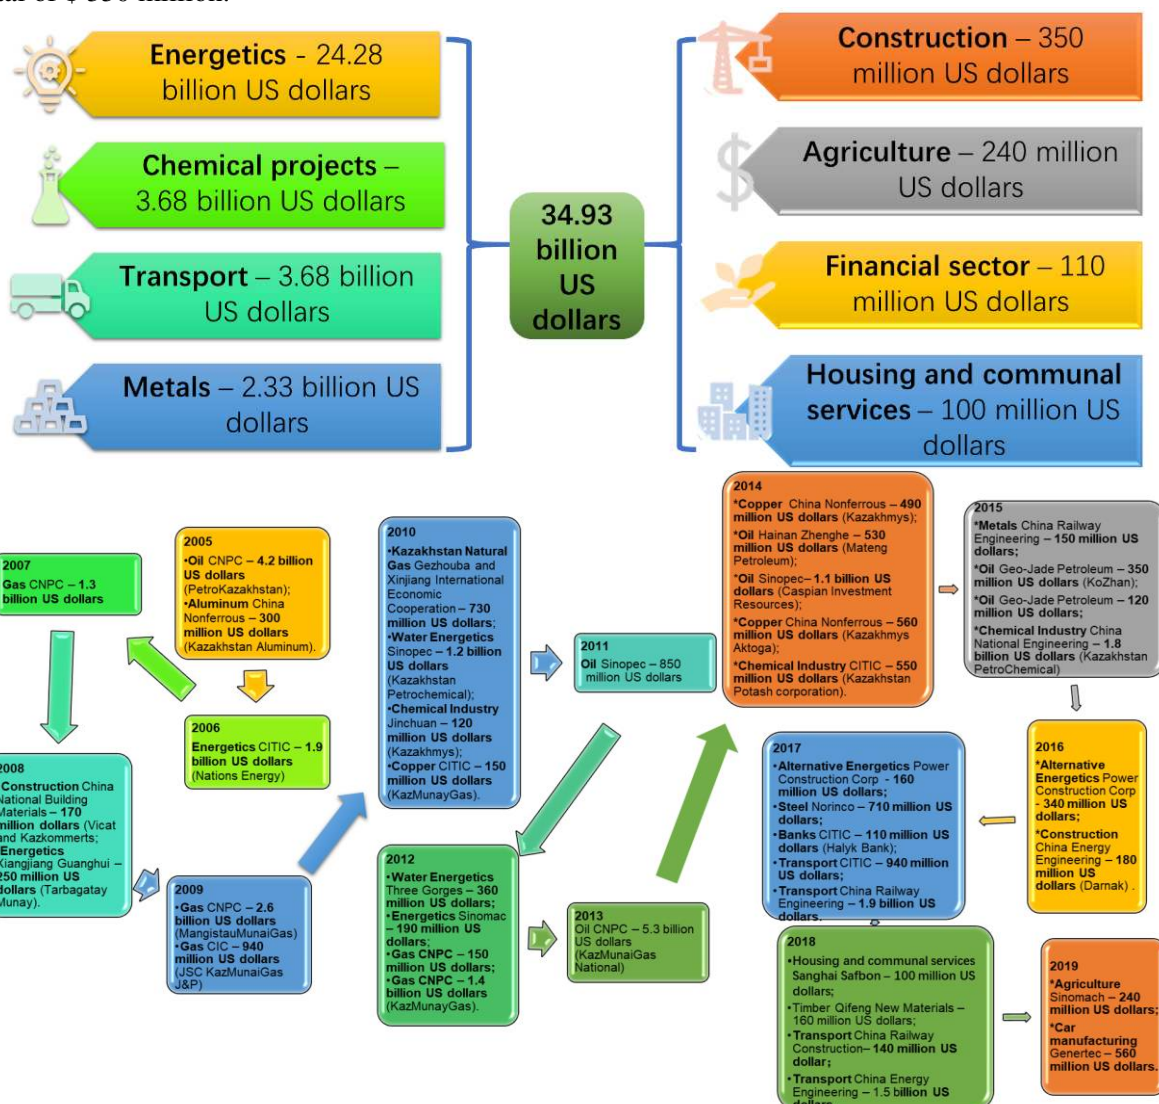 Energetics - 24.28
billion US dollars
Chemical projects –
3.68 billion US dollars
Transport – 3.68 billion
US dollars
Metals – 2.33 billion US
dollars
34.93
billion
US
dollars
Construction – 350
million US dollars
Agriculture – 240 million
US dollars
Financial sector – 110
million US dollars
Housing and communal
services – 100 million US
dollars
2007
Gas CNPC – 1.3
billion US dollars
2005
•Oil CNPC – 4.2 billion
US dollars
(PetroKazakhstan);
•Aluminum China
Nonferrous – 300
million US dollars
(Kazakhstan Aluminum).
2006
Energetics CITIC – 1.9
billion US dollars
(Nations Energy)
2008
Construction China
National Building
Materials – 170
million dollars (Vicat
and Kazkommerts;
Energetics
Xiangjiang Guanghui –
250 million US
dollars (Tarbagatay
Munay).
2009
•Gas CNPC – 2.6
billion US dollars
(MangistauMunaiGas)
•Gas CIC – 940
million US dollars
(JSC KazMunaiGas
J&P)
2010
•Kazakhstan Natural
Gas Gezhouba and
Xinjiang International
Economic
Cooperation – 730
million US dollars;
•Water Energetics
Sinopec – 1.2 billion
US dollars
(Kazakhstan
Petrochemical);
•Chemical Industry
Jinchuan – 120
million US dollars
(Kazakhmys);
•Copper CITIC – 150
million US dollars
(KazMunayGas).
2011
Oil Sinopec – 850
million US dollars
2012
•Water Energetics
Three Gorges – 360
million US dollars;
•Energetics Sinomac
– 190 million US
dollars;
•Gas CNPC – 150
million US dollars;
•Gas CNPC – 1.4
billion US dollars
(KazMunayGas).
2013
Oil CNPC – 5.3 billion
US dollars
(KazMunaiGas
National)
2014
*Copper China Nonferrous – 490
million US dollars (Kazakhmys);
*Oil Hainan Zhenghe – 530
million US dollars (Mateng
Petroleum);
*Oil Sinopec– 1.1 billion US
dollars (Caspian Investment
Resources);
*Copper China Nonferrous – 560
million US dollars (Kazakhmys
Aktoga);
*Chemical Industry CITIC – 550
million US dollars (Kazakhstan
Potash corporation).
2015
*Metals China Railway
Engineering – 150 million US
dollars;
*Oil Geo-Jade Petroleum – 350
million US dollars (KoZhan);
*Oil Geo-Jade Petroleum – 120
million US dollars;
*Chemical Industry China
National Engineering – 1.8
billion US dollars (Kazakhstan
PetroChemical)
2016
*Alternative
Energetics Power
Construction Corp
- 340 million US
dollars;
*Construction
China Energy
Engineering – 180
million US
dollars (Darnak) .
2017
•Alternative Energetics Power
Construction Corp - 160
million US dollars;
•Steel Norinco – 710 million US
dollars;
•Banks CITIC – 110 million US
dollars (Halyk Bank);
•Transport CITIC – 940 million
US dollars;
•Transport China Railway
Engineering – 1.9 billion US
dollars.
2018
•Housing and communal services
Sanghai Safbon – 100 million US
dollars;
•Timber Qifeng New Materials –
160 million US dollars;
•Transport China Railway
Construction– 140 million US
dollar;
•Transport China Energy
Engineering – 1.5 billion US
2019
*Agriculture
Sinomach – 240
million US dollars;
*Car
manufacturing
Genertec – 560
million US dollars.